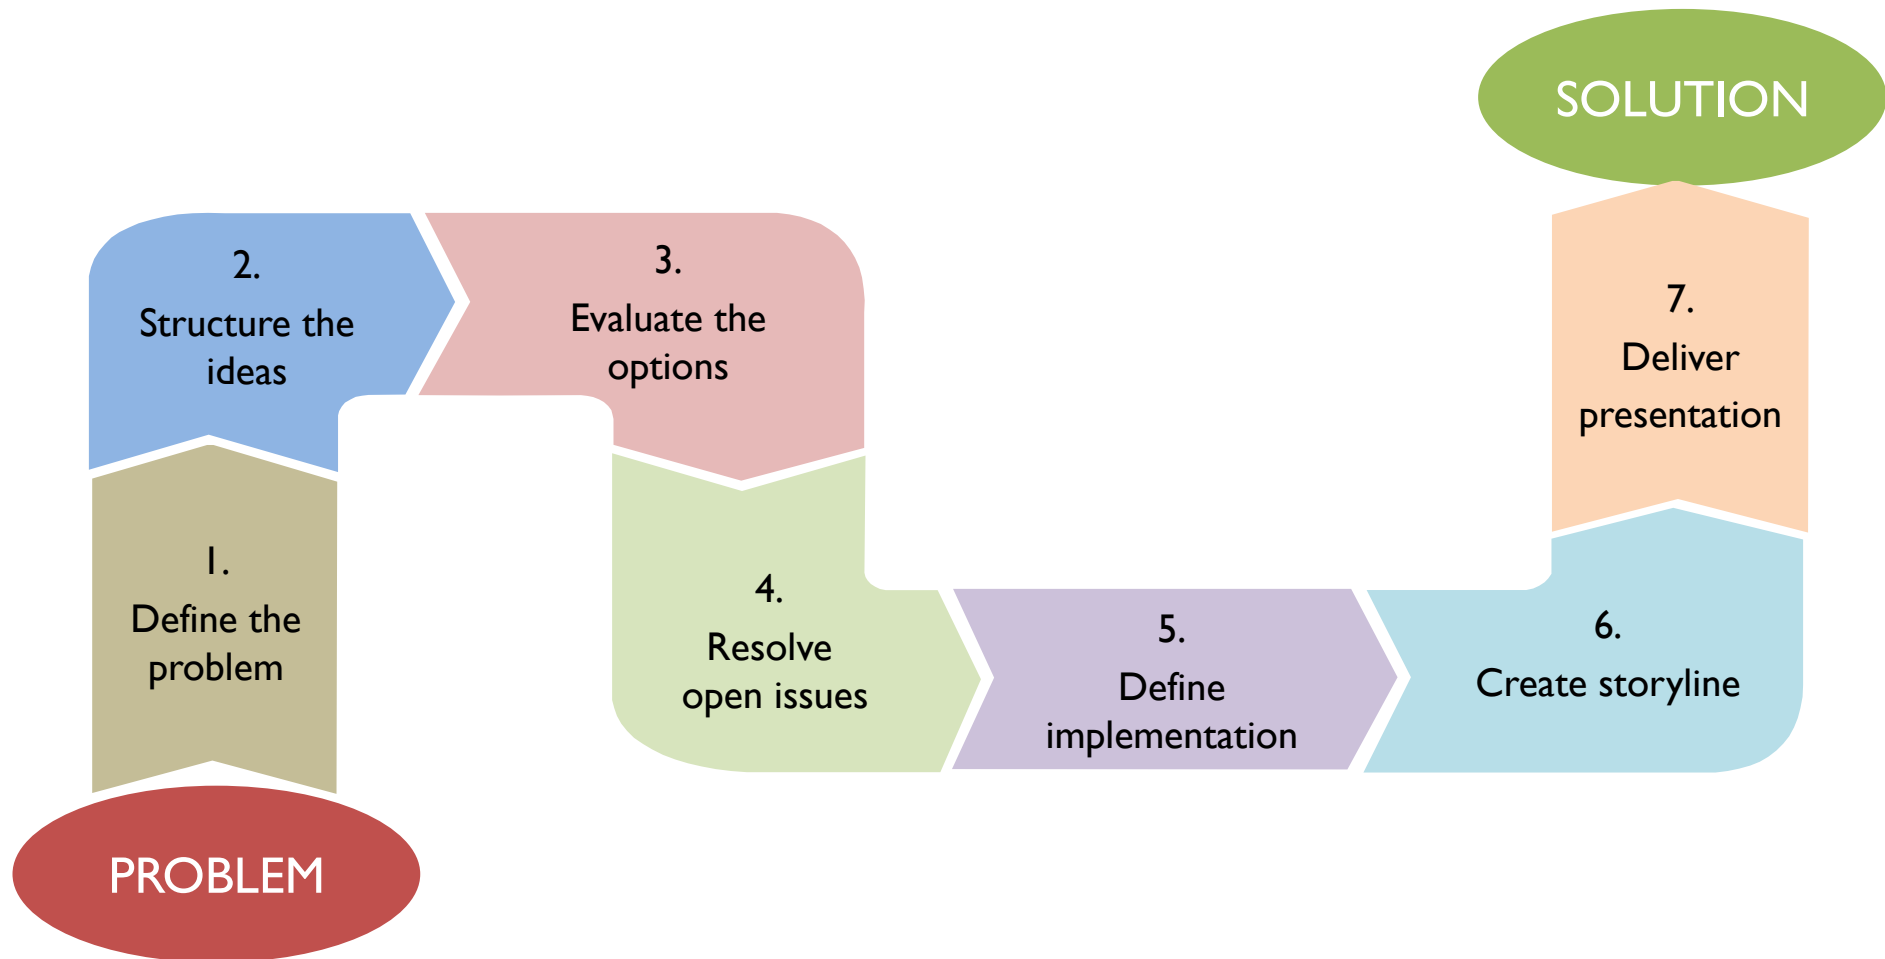 PROBLEM
1.
Define the
problem
2.
Structure the
ideas
3.
Evaluate the
options
4.
Resolve
open issues
5.
Define
implementation
6.
Create storyline
7.
Deliver
presentation
SOLUTION